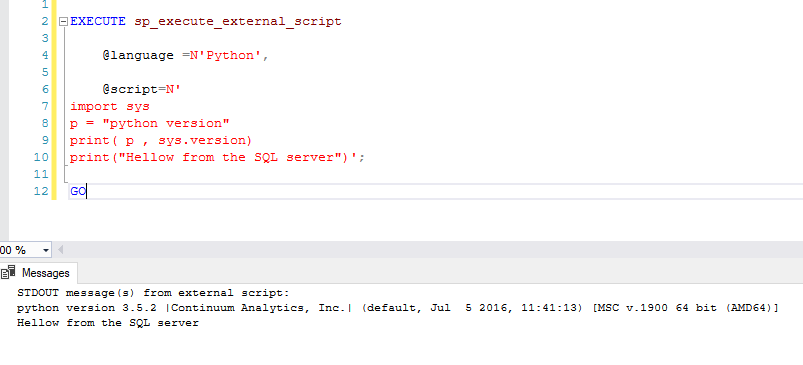 1
2 EXECUTE sp_execute_external_script
3
4 @language =N'Python',
5
6 @script=N'
7 import sys
8 p = "python version"
9 print( p , sys.version)
10 print("Hellow from the SQL server")';
11
12 GO
00 %
Messages
STDOUT message(s) from external script:
python version 3.5.2 |Continuum Analytics, Inc.| (default, Jul  5 2016, 11:41:13) [MSC v.1900 64 bit (AMD64)]
Hellow from the SQL server